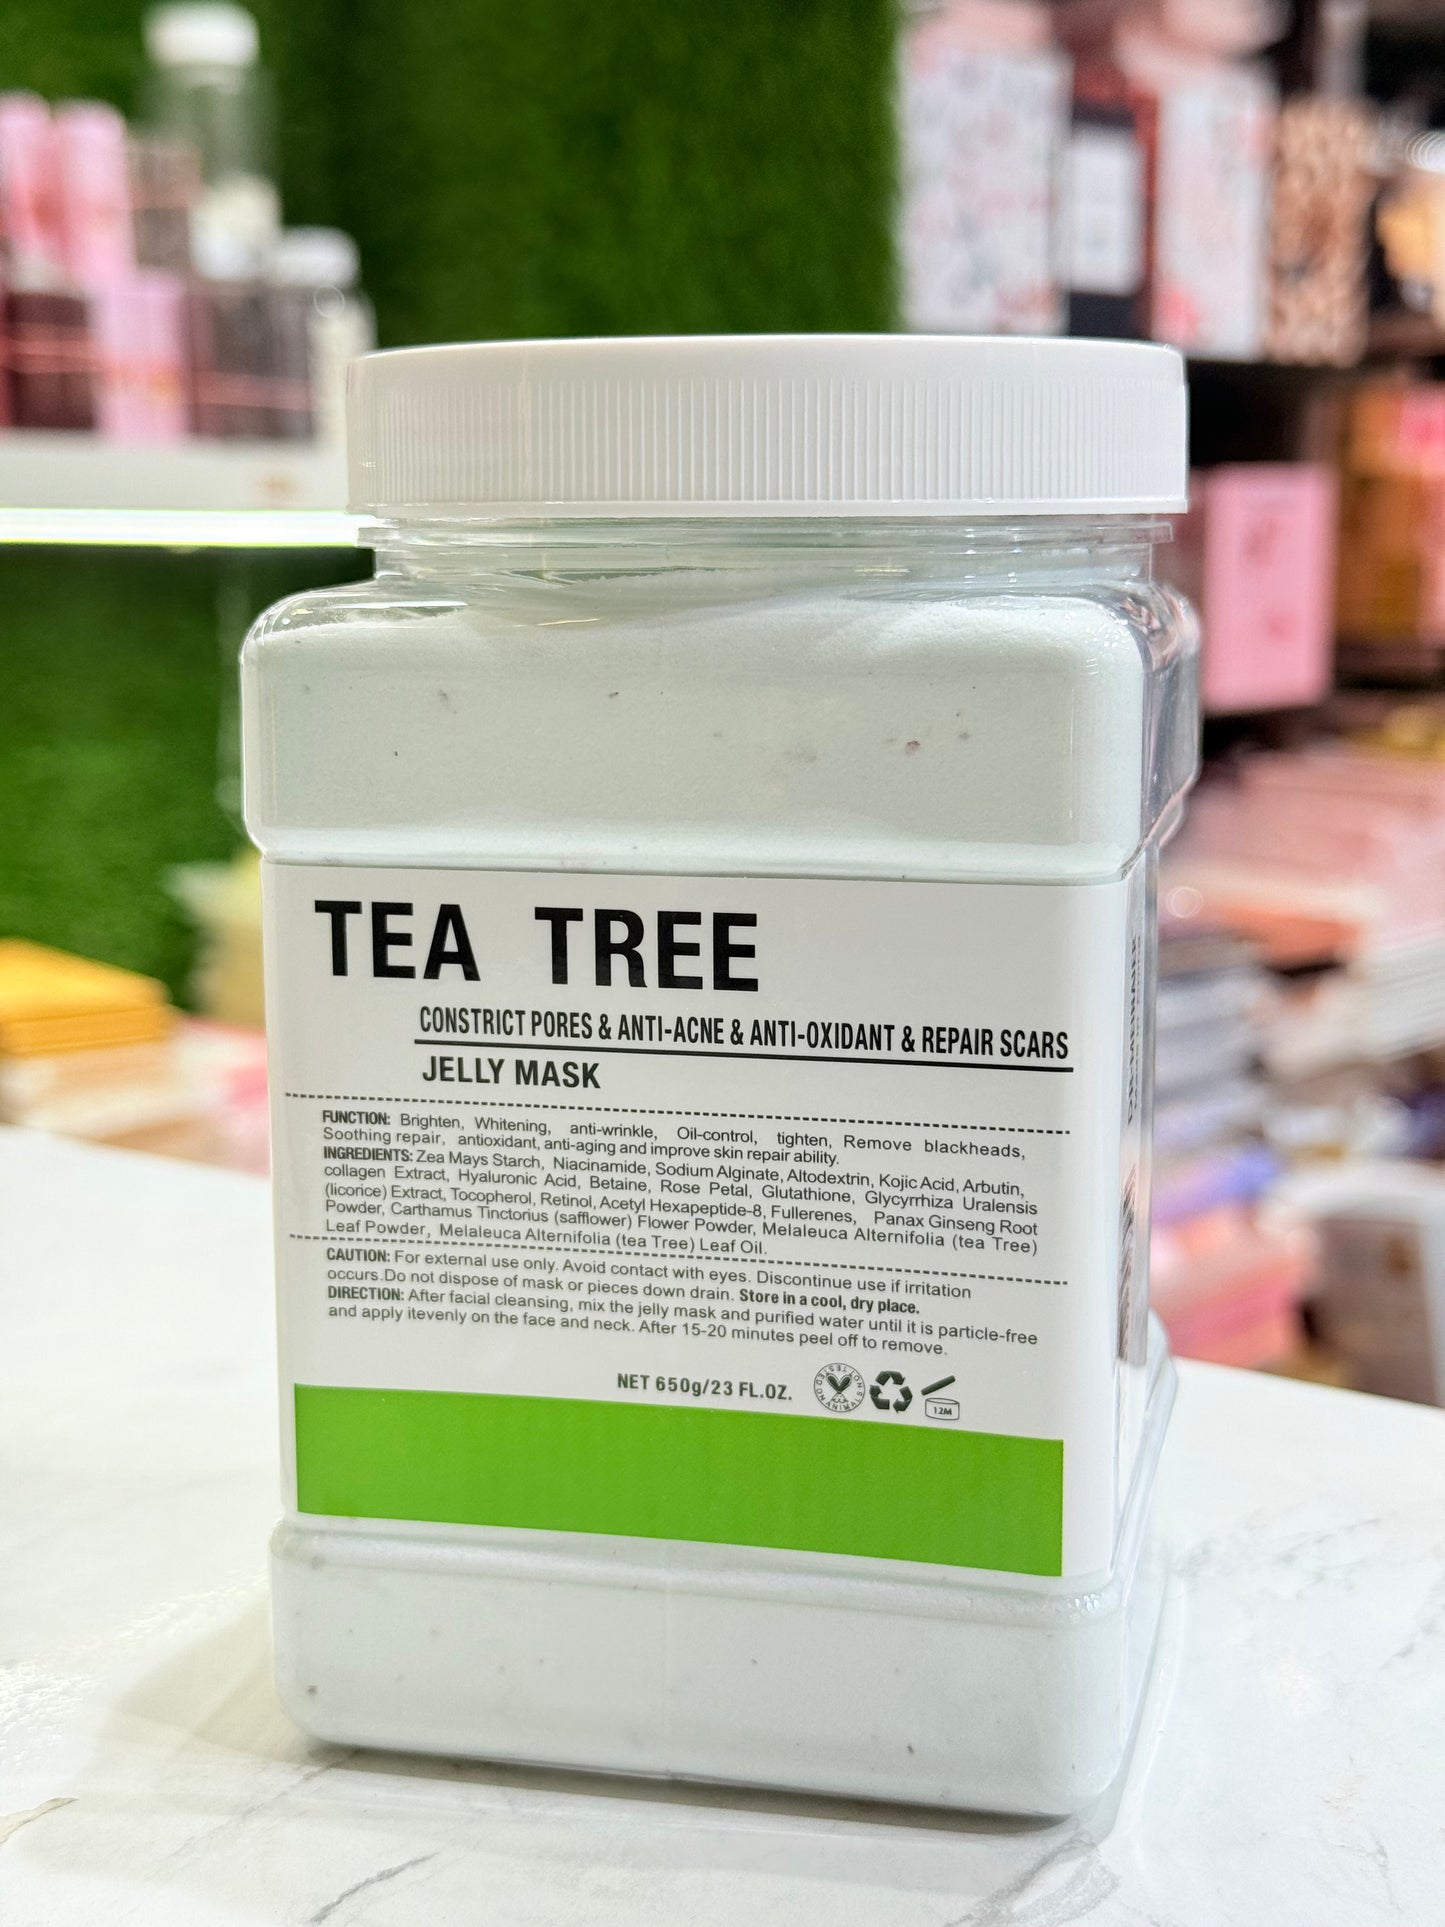 TEA TREE
CONSTRICT PORES & ANTI-ACNE & ANTI-OXIDANT & REPAIR SCARS
JELLY MASK
FUNCTION: Brighten, Whitening, anti-wrinkle, Oil-control, tighten, Remove blackheads,
Soothing repair, antioxidant, anti-aging and improve skin repair ability.
INGREDIENTS: Zea Mays Starch, Niacinamide, Sodium Alginate, Altodextrin, Kojic Acid, Arbutin,
collagen Extract, Hyaluronic Acid, Betaine, Rose Petal, Glutathione, Glycyrrhiza Uralensis
(licorice) Extract, Tocopherol, Retinol, Acetyl Hexapeptide-8, Fullerenes, Panax Ginseng Root
Powder, Carthamus Tinctorius (safflower) Flower Powder, Melaleuca Alternifolia (tea Tree)
Leaf Powder, Melaleuca Alternifolia (tea Tree) Leaf Oil.
CAUTION: For external use only. Avoid contact with eyes. Discontinue use if irritation
occurs.Do not dispose of mask or pieces down drain. Store in a cool, dry place.
DIRECTION: After facial cleansing, mix the jelly mask and purified water until it is particle-free
and apply itevenly on the face and neck. After 15-20 minutes peel off to remove.
NET 650g/23 FL.OZ.
NOT TESTED ON ANIMALS
12M